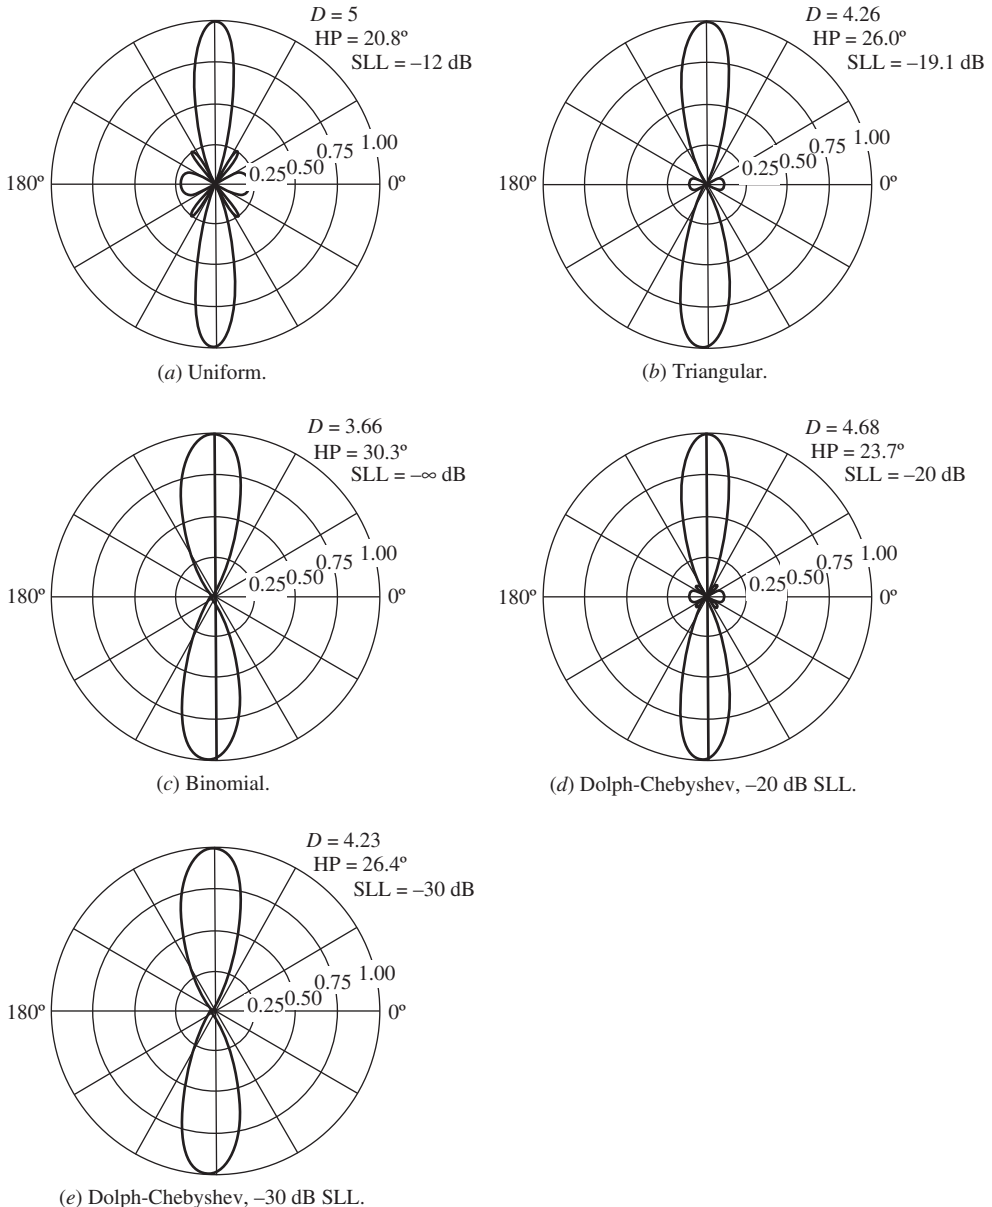 D = 5
HP = 20.8º
SLL = –12 dB
1.00
0.75
0.50
0.25
180º
0º
(a) Uniform.
D = 4.26
HP = 26.0º
SLL = –19.1 dB
1.00
0.75
0.50
0.25
180º
0º
(b) Triangular.
D = 3.66
HP = 30.3º
SLL = –∞ dB
1.00
0.75
0.50
0.25
180º
0º
(c) Binomial.
D = 4.68
HP = 23.7º
SLL = –20 dB
1.00
0.75
0.50
0.25
180º
0º
(d) Dolph-Chebyshev, –20 dB SLL.
D = 4.23
HP = 26.4º
SLL = –30 dB
1.00
0.75
0.50
0.25
180º
0º
(e) Dolph-Chebyshev, –30 dB SLL.